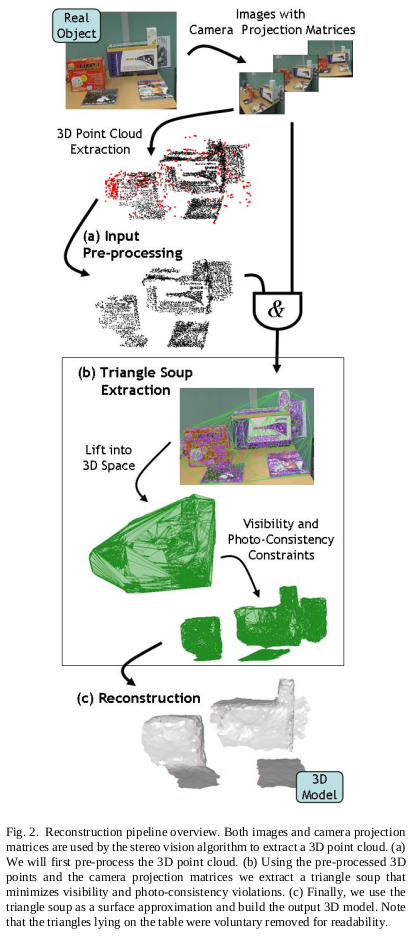 Real
Object
Images with
Camera Projection Matrices
3D Point Cloud
Extraction
(a) Input
Pre-processing
&
(b) Triangle Soup
Extraction
Lift into
3D Space
Visibility and
Photo-Consistency
Constraints
(c) Reconstruction
3D
Model
Fig. 2. Reconstruction pipeline overview. Both images and camera projection
matrices are used by the stereo vision algorithm to extract a 3D point cloud. (a)
We will first pre-process the 3D point cloud. (b) Using the pre-processed 3D
points and the camera projection matrices we extract a triangle soup that
minimizes visibility and photo-consistency violations. (c) Finally, we use the
triangle soup as a surface approximation and build the output 3D model. Note
that the triangles lying on the table were voluntary removed for readability.